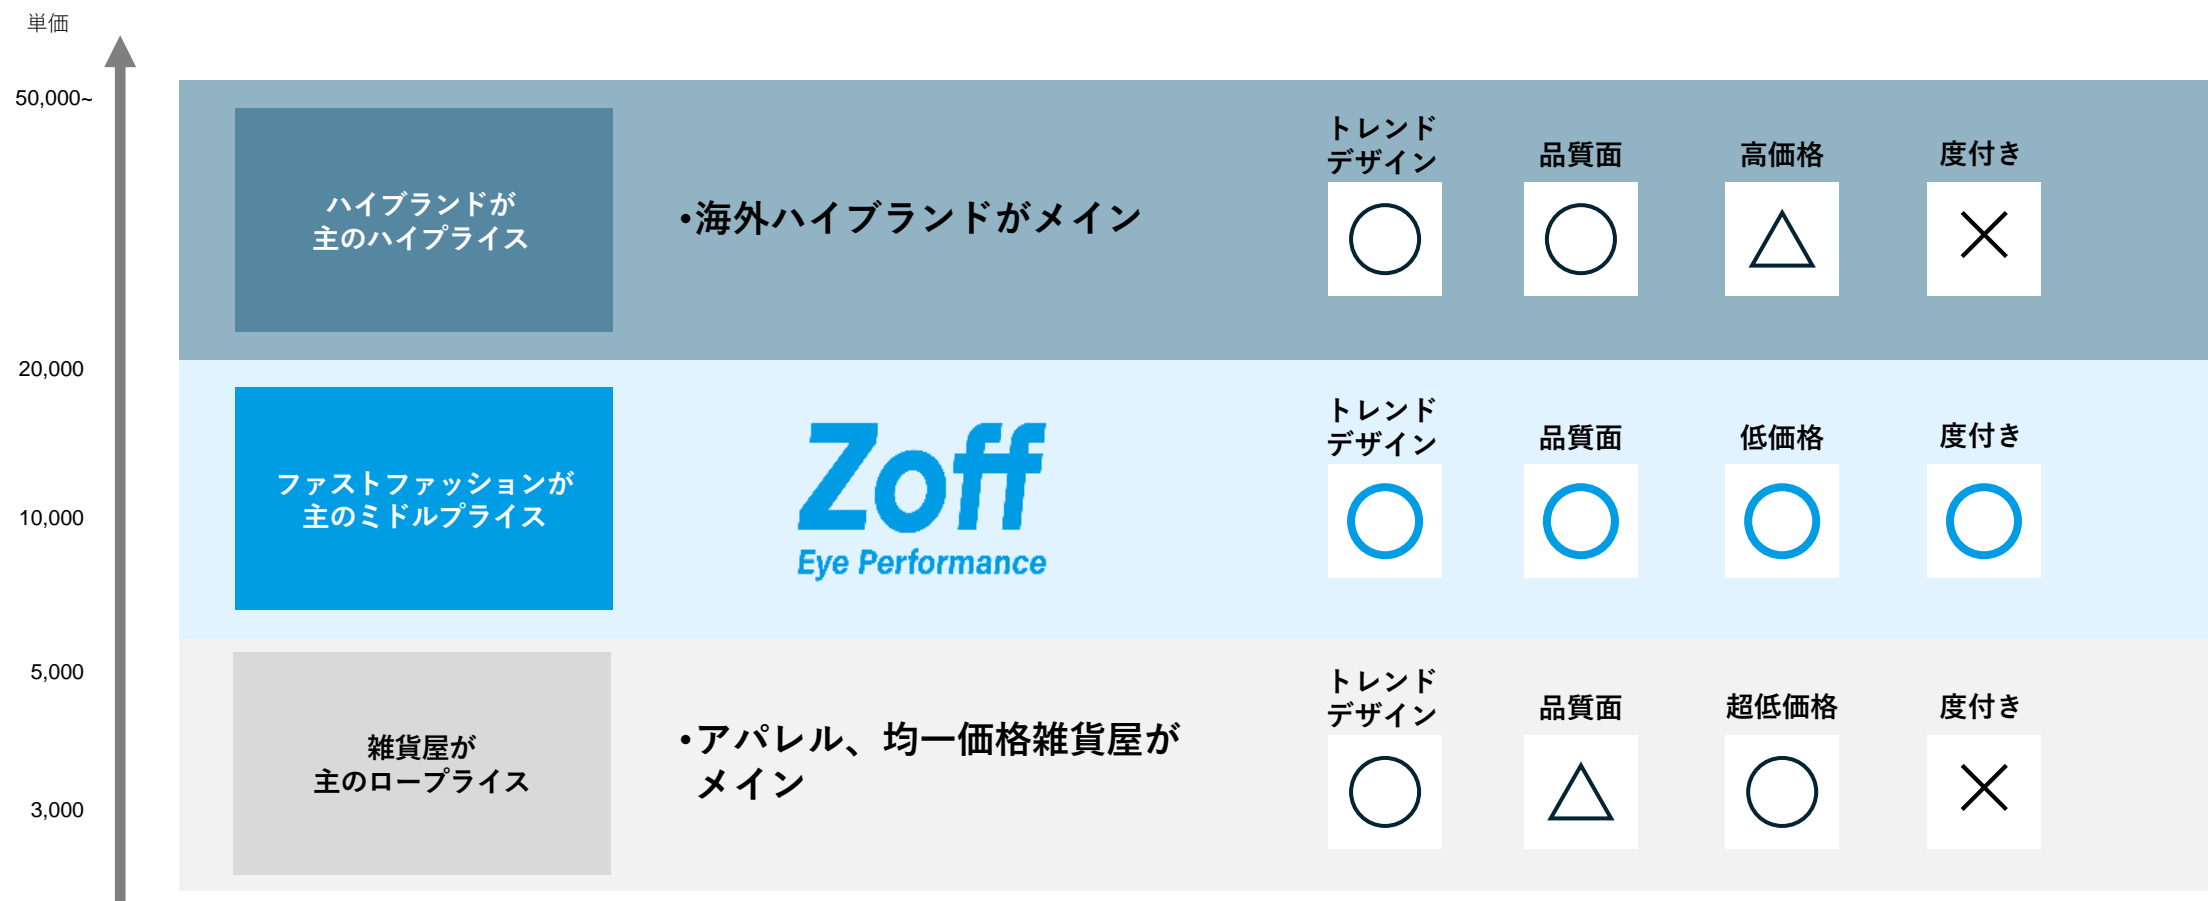 単価
50,000~
ハイブランドが
主のハイプライス
•海外ハイブランドがメイン
トレンド
デザイン
品質面
高価格
度付き
20,000
ファストファッションが
主のミドルプライス
Zoff
Eye Performance
トレンド
デザイン
品質面
低価格
度付き
10,000
5,000
雑貨屋が
主のロープライス
•アパレル、均一価格雑貨屋が
メイン
トレンド
デザイン
品質面
超低価格
度付き
3,000